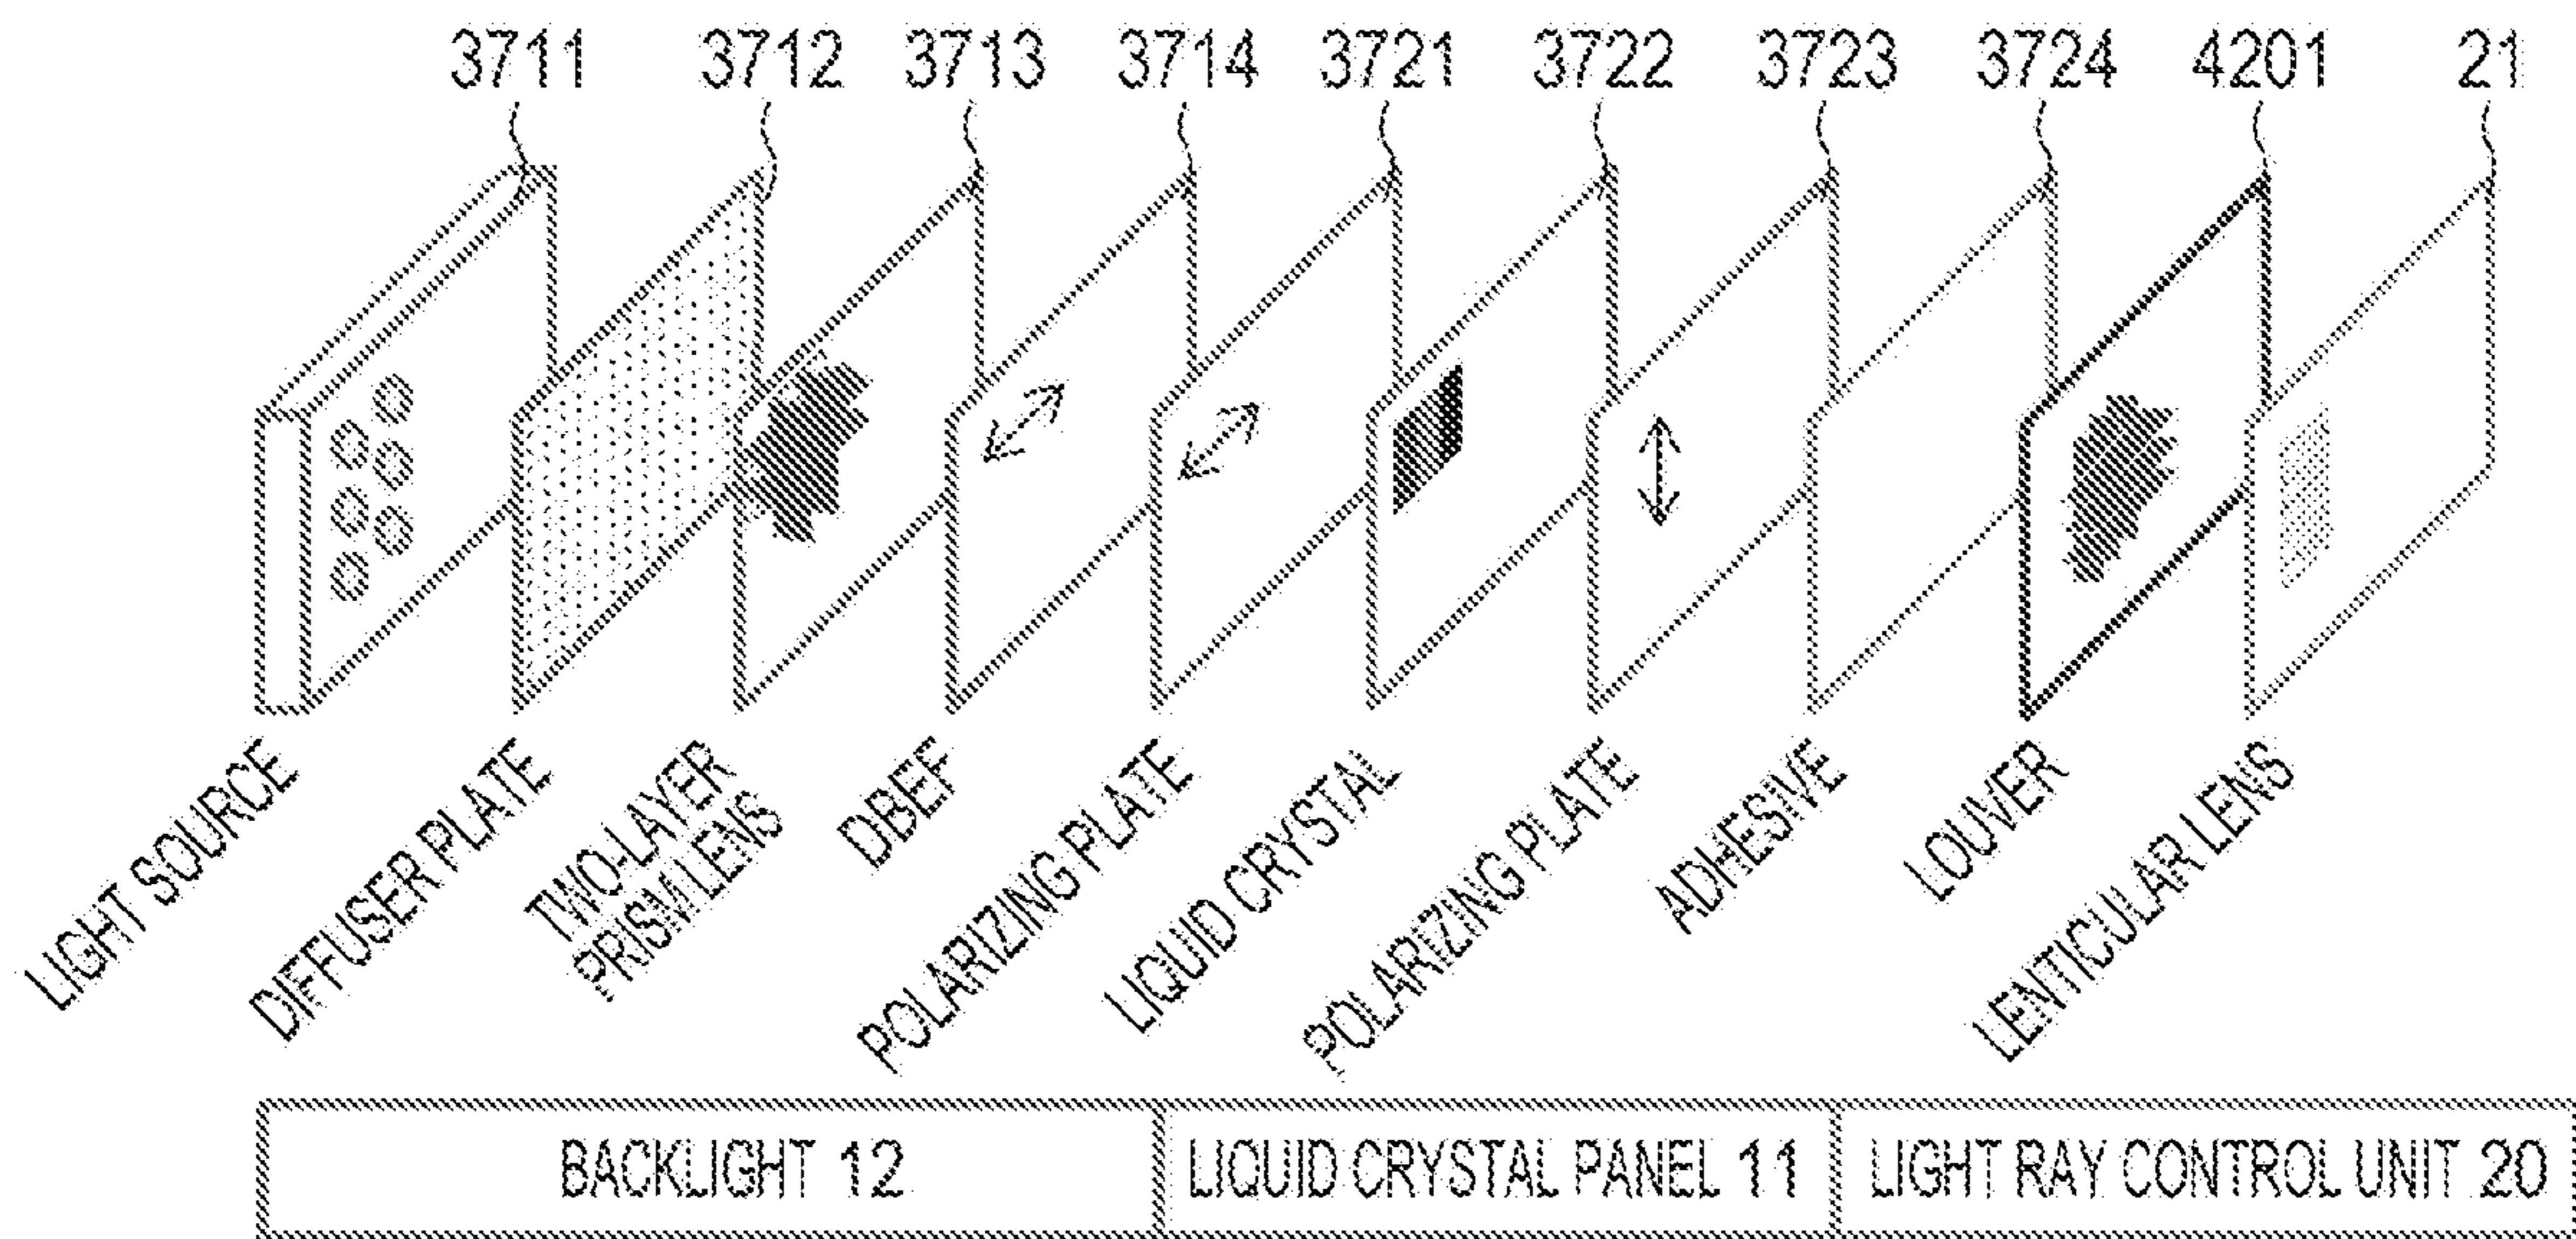 3711 3712 3713 3714 3721 3722 3723 3724 4201 21
LIGHT SOURCE
DIFFUSER PLATE
TWO-LAYER
PRISM LENS
DBEF
POLARIZING PLATE
LIQUID CRYSTAL
POLARIZING PLATE
ADHESIVE
LOUVER
LENTICULAR LENS
BACKLIGHT 12 LIQUID CRYSTAL PANEL 11 LIGHT RAY CONTROL UNIT 20